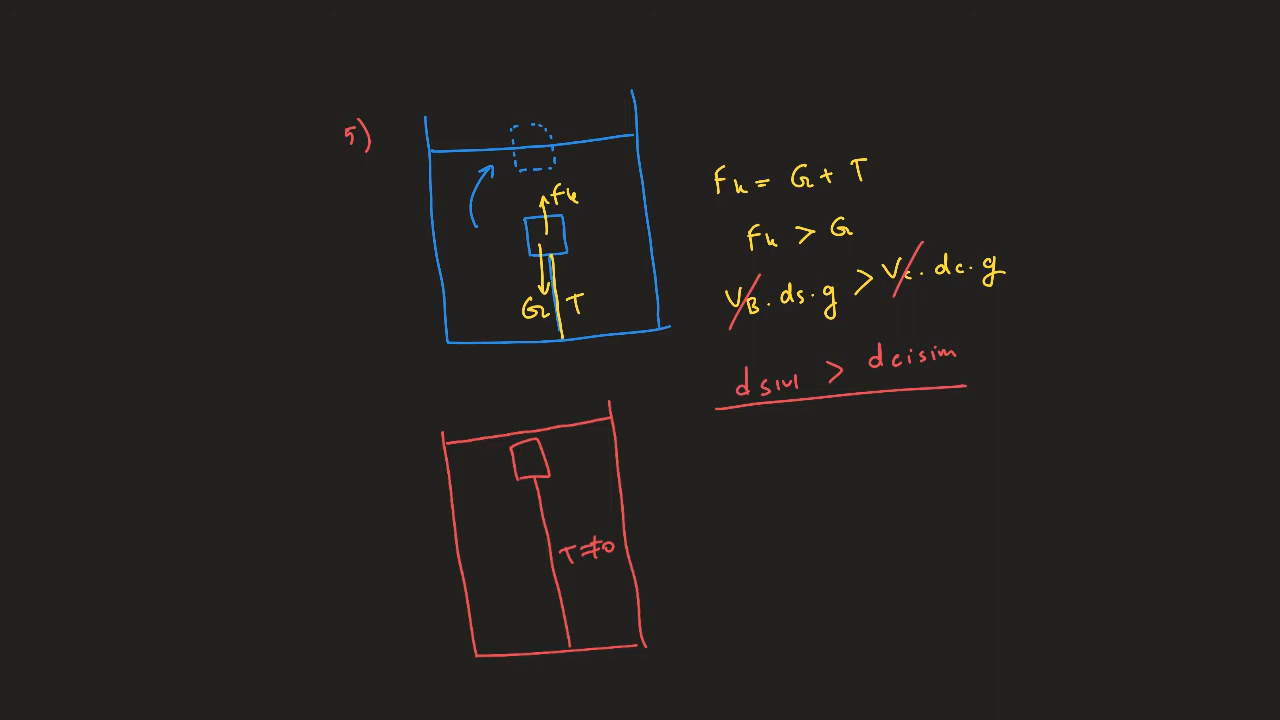 5)
Fk
G
T
Fk = G + T
Fk > G
VB . ds . g > Vc . dc . g
dsıvı > dcisim
T ≠ 0